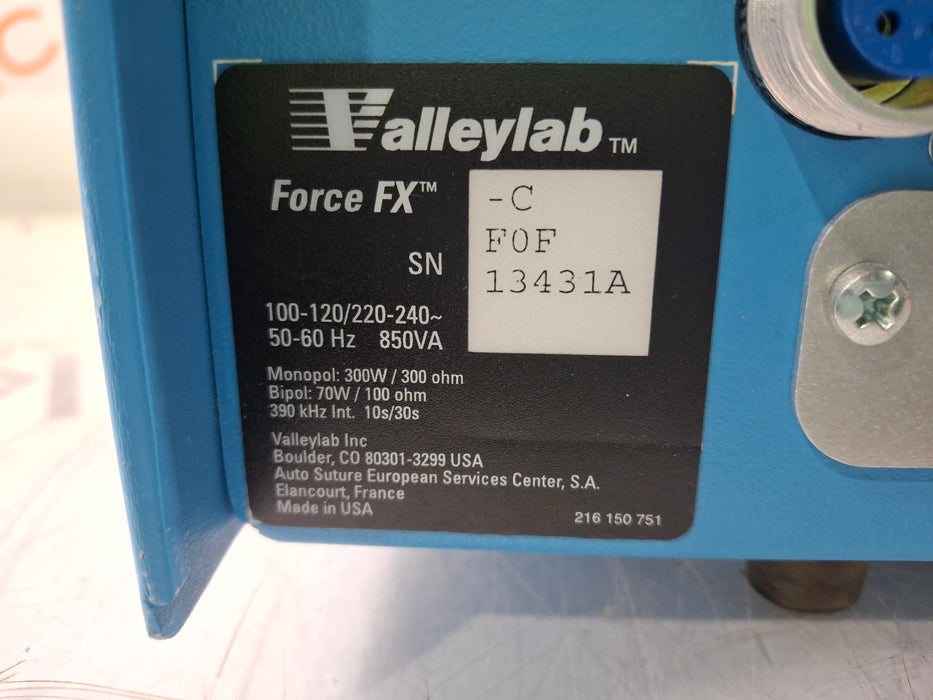 Valleylab™
Force FX™ -C
F0F
SN 13431A
100-120/220-240~
50-60 Hz 850VA
Monopol: 300W / 300 ohm
Bipol: 70W / 100 ohm
390 kHz Int. 10s/30s
Valleylab Inc
Boulder, CO 80301-3299 USA
Auto Suture European Services Center, S.A.
Elancourt, France
Made in USA
216 150 751